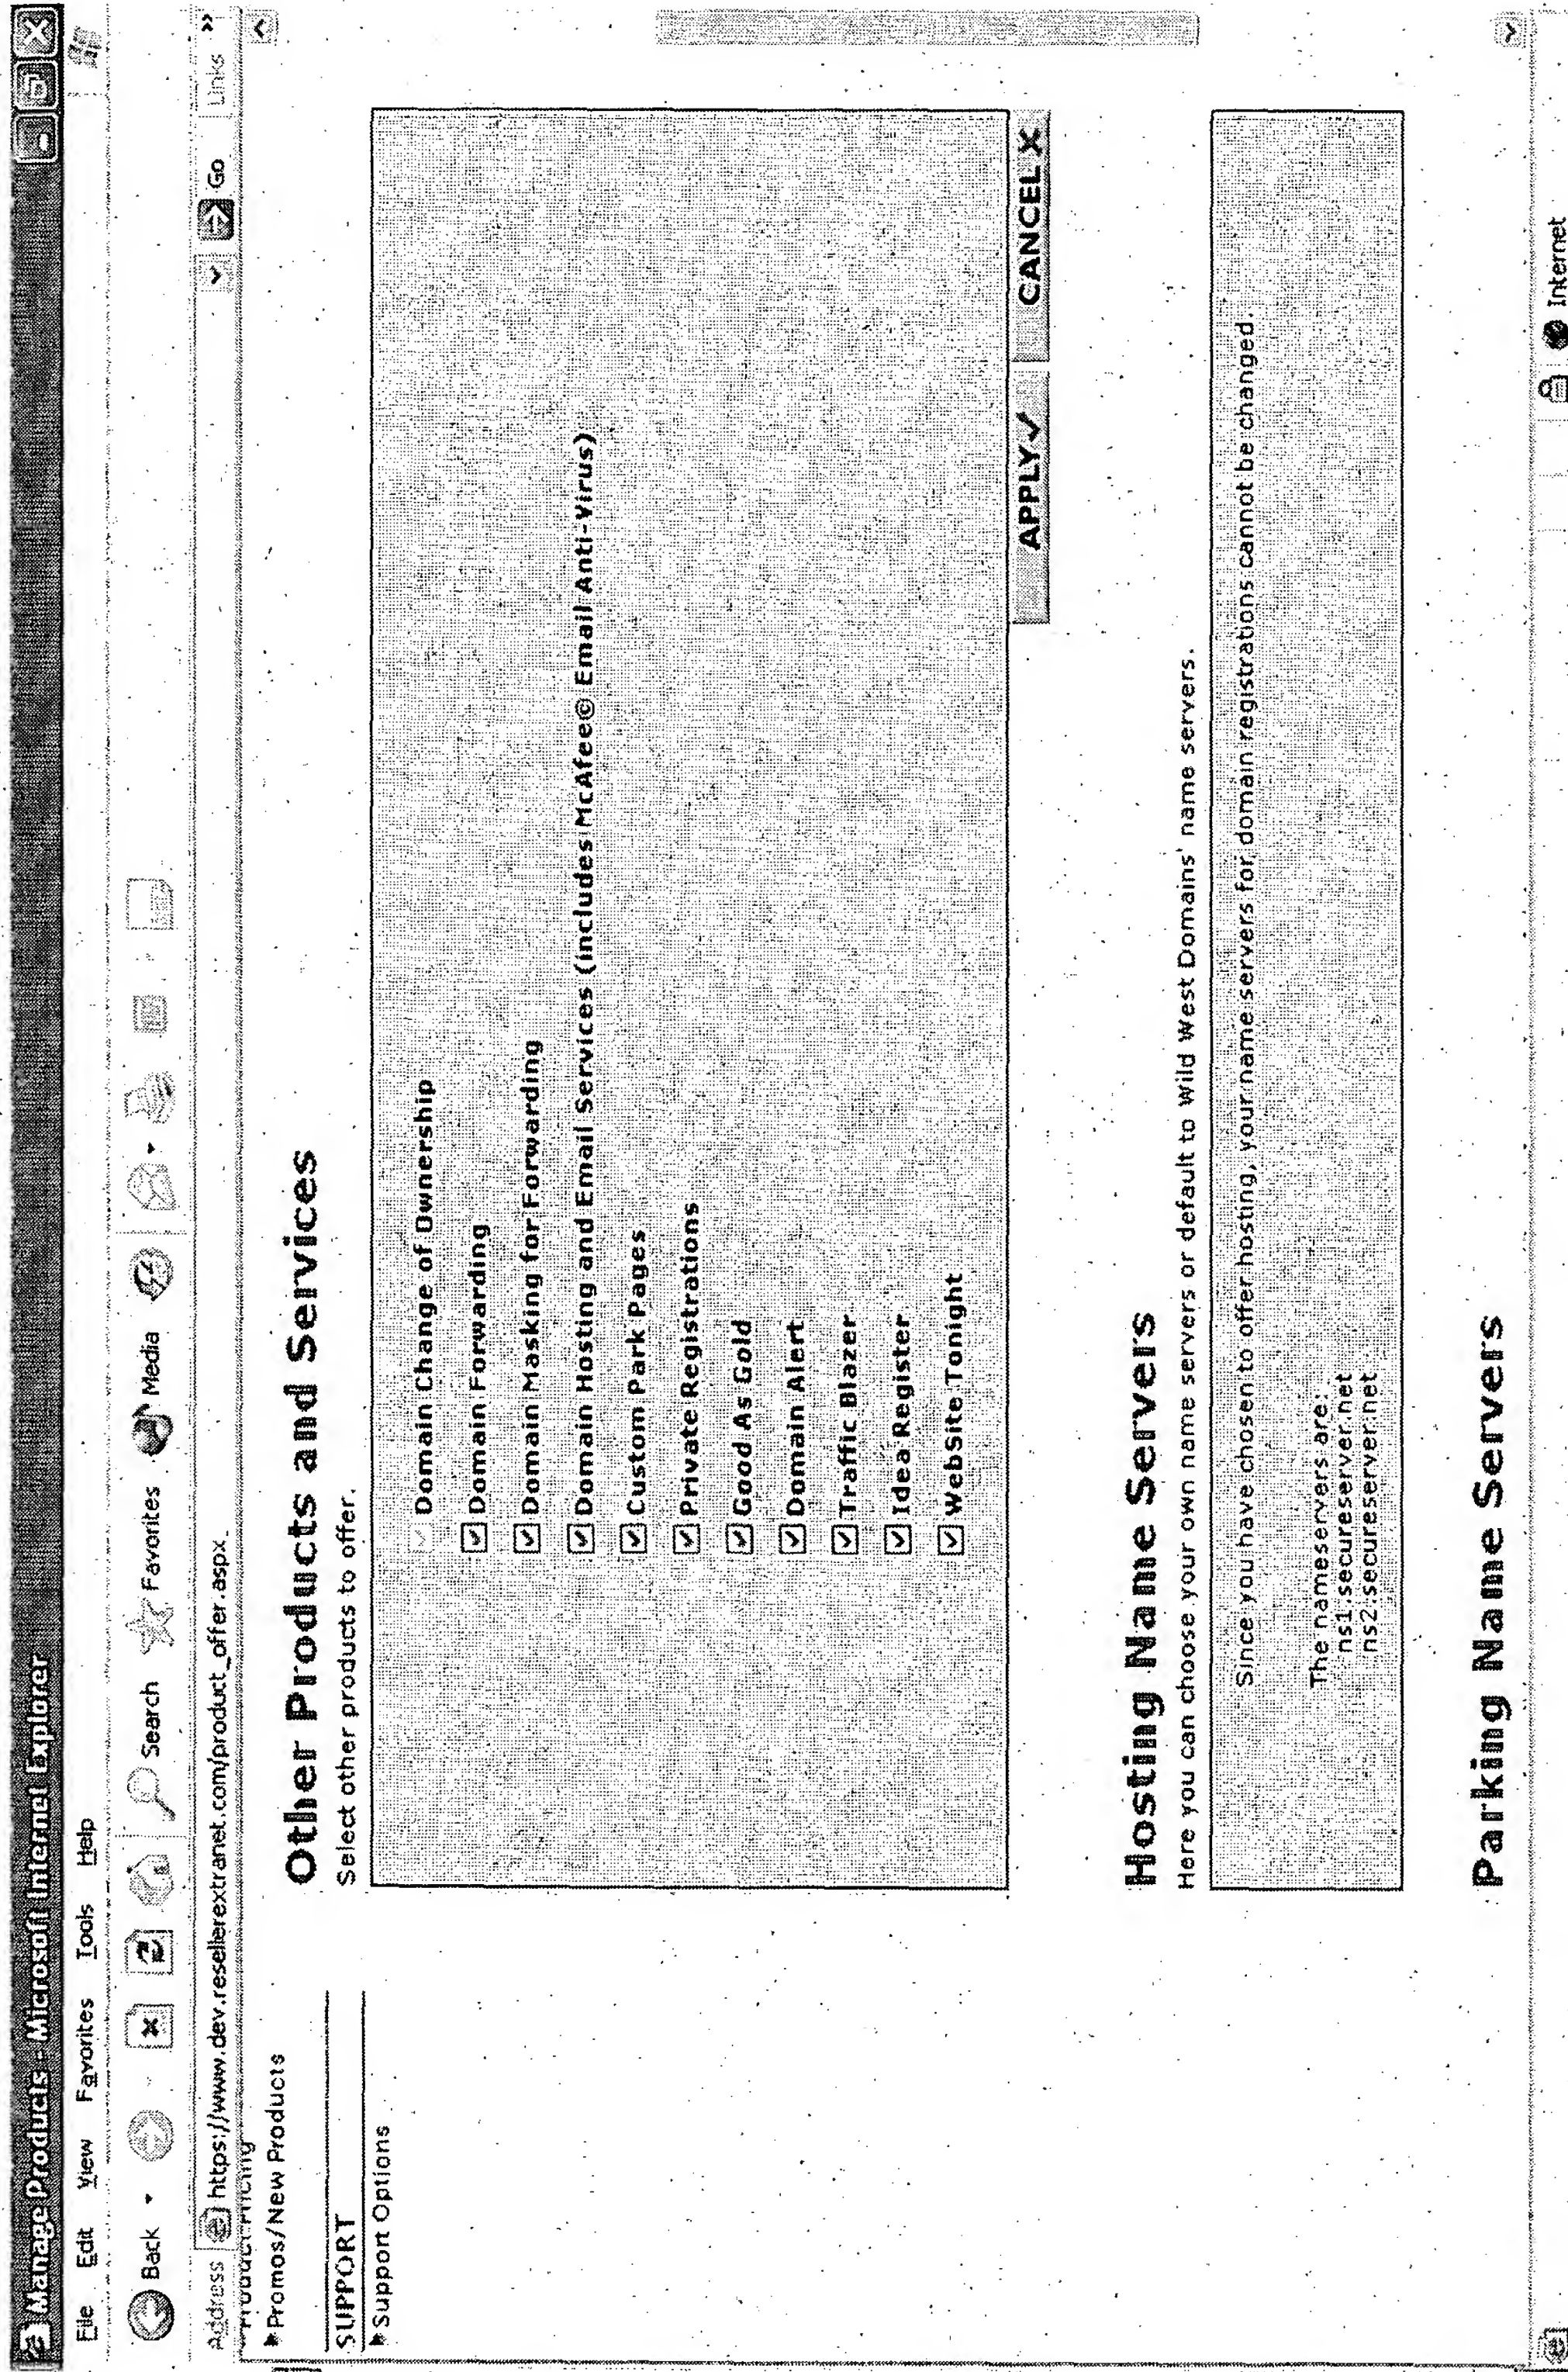 Manage Products - Microsoft Internet Explorer
File Edit View Favorites Tools Help
Back Search Favorites Media
Address https://www.dev.resellerextranet.com/product_offer.aspx Go Links »
Product Pricing
Promos/New Products
SUPPORT
Support Options
Other Products and Services
Select other products to offer.
Domain Change of Ownership
Domain Forwarding
Domain Masking for Forwarding
Domain Hosting and Email Services (includes McAfee© Email Anti-Virus)
Custom Park Pages
Private Registrations
Good As Gold
Domain Alert
Traffic Blazer
Idea Register
WebSite Tonight
APPLY CANCEL X
Hosting Name Servers
Here you can choose your own name servers or default to Wild West Domains' name servers.
Since you have chosen to offer hosting, your name servers for domain registrations cannot be changed.
The nameservers are:
ns1.secureserver.net
ns2.secureserver.net
Parking Name Servers
Internet